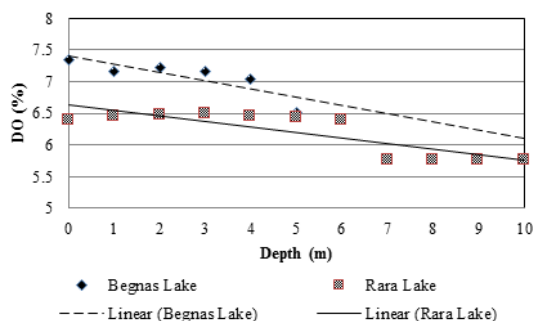 8
7.5
7
6.5
6
5.5
5
DO (%)
0 1 2 3 4 5 6 7 8 9 10
Depth (m)
Begnas Lake
Rara Lake
Linear (Begnas Lake)
Linear (Rara Lake)